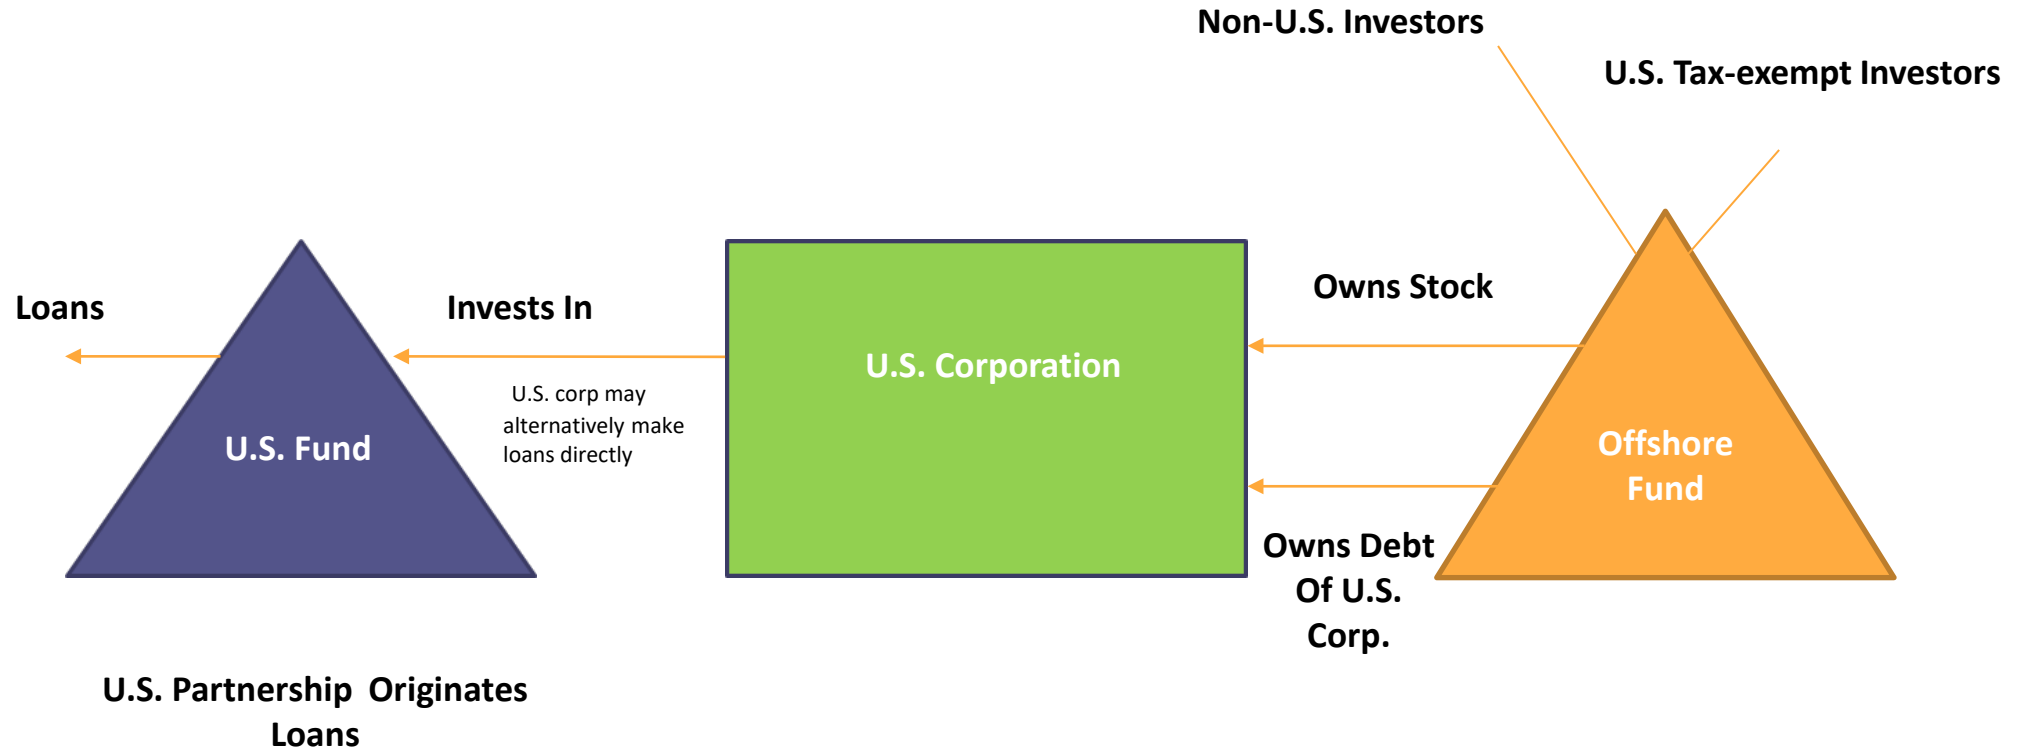 Non-U.S. Investors
U.S. Tax-exempt Investors
Loans
Invests In
Owns Stock
U.S. Corporation
U.S. corp may
alternatively make
loans directly
U.S. Fund
Offshore
Fund
Owns Debt
Of U.S.
Corp.
U.S. Partnership  Originates
Loans